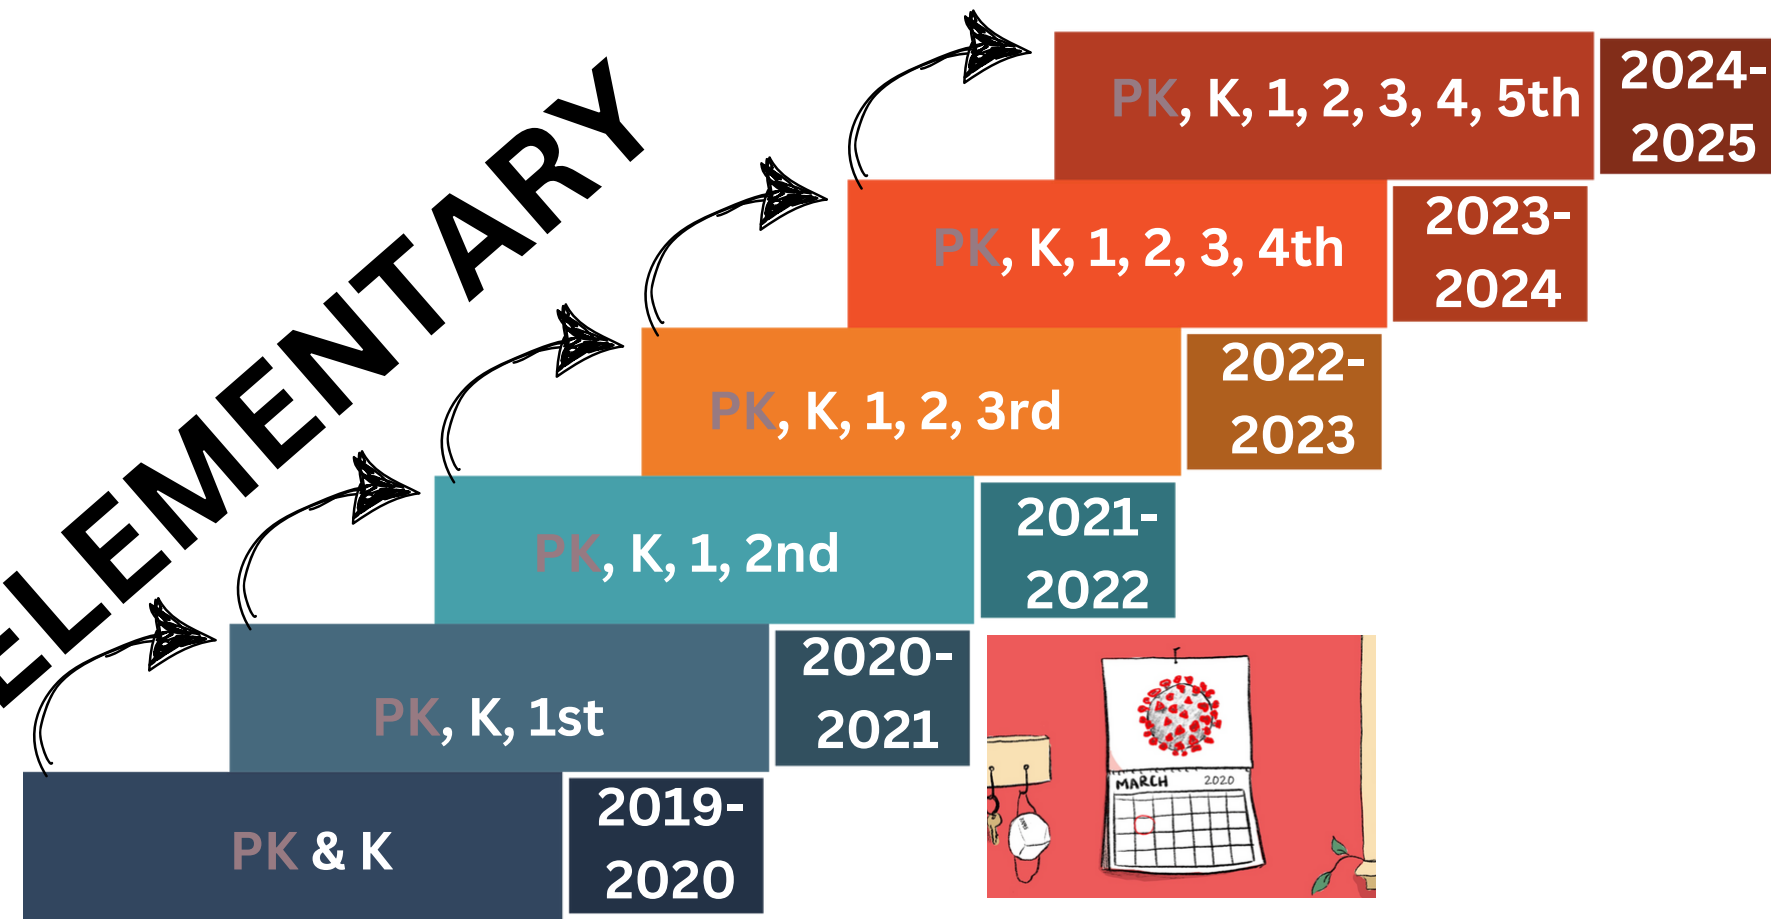 ELEMENTARY
PK, K, 1, 2, 3, 4, 5th
2024-
2025
PK, K, 1, 2, 3, 4th
2023-
2024
PK, K, 1, 2, 3rd
2022-
2023
PK, K, 1, 2nd
2021-
2022
PK, K, 1st
2020-
2021
PK & K
2019-
2020
MARCH 2020